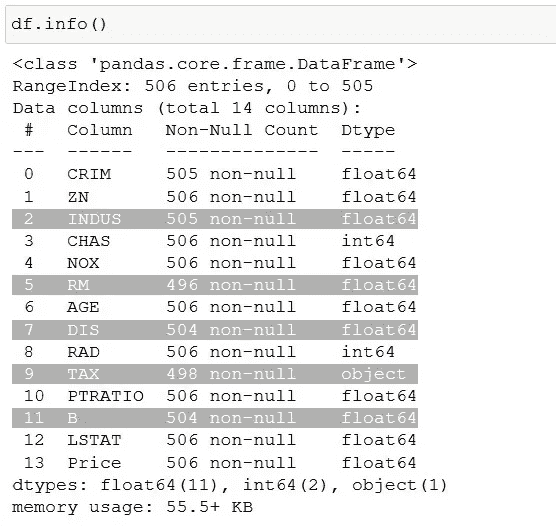 df.info()
<class 'pandas.core.frame.DataFrame'>
RangeIndex: 506 entries, 0 to 505
Data columns (total 14 columns):
 #   Column   Non-Null Count  Dtype
---  ------   --------------  -----
 0   CRIM     505 non-null    float64
 1   ZN       506 non-null    float64
 2   INDUS    505 non-null    float64
 3   CHAS     506 non-null    int64
 4   NOX      506 non-null    float64
 5   RM       496 non-null    float64
 6   AGE      506 non-null    float64
 7   DIS      504 non-null    float64
 8   RAD      506 non-null    int64
 9   TAX      498 non-null    object
 10  PTRATIO  506 non-null    float64
 11  B        504 non-null    float64
 12  LSTAT    506 non-null    float64
 13  Price    506 non-null    float64
dtypes: float64(11), int64(2), object(1)
memory usage: 55.5+ KB